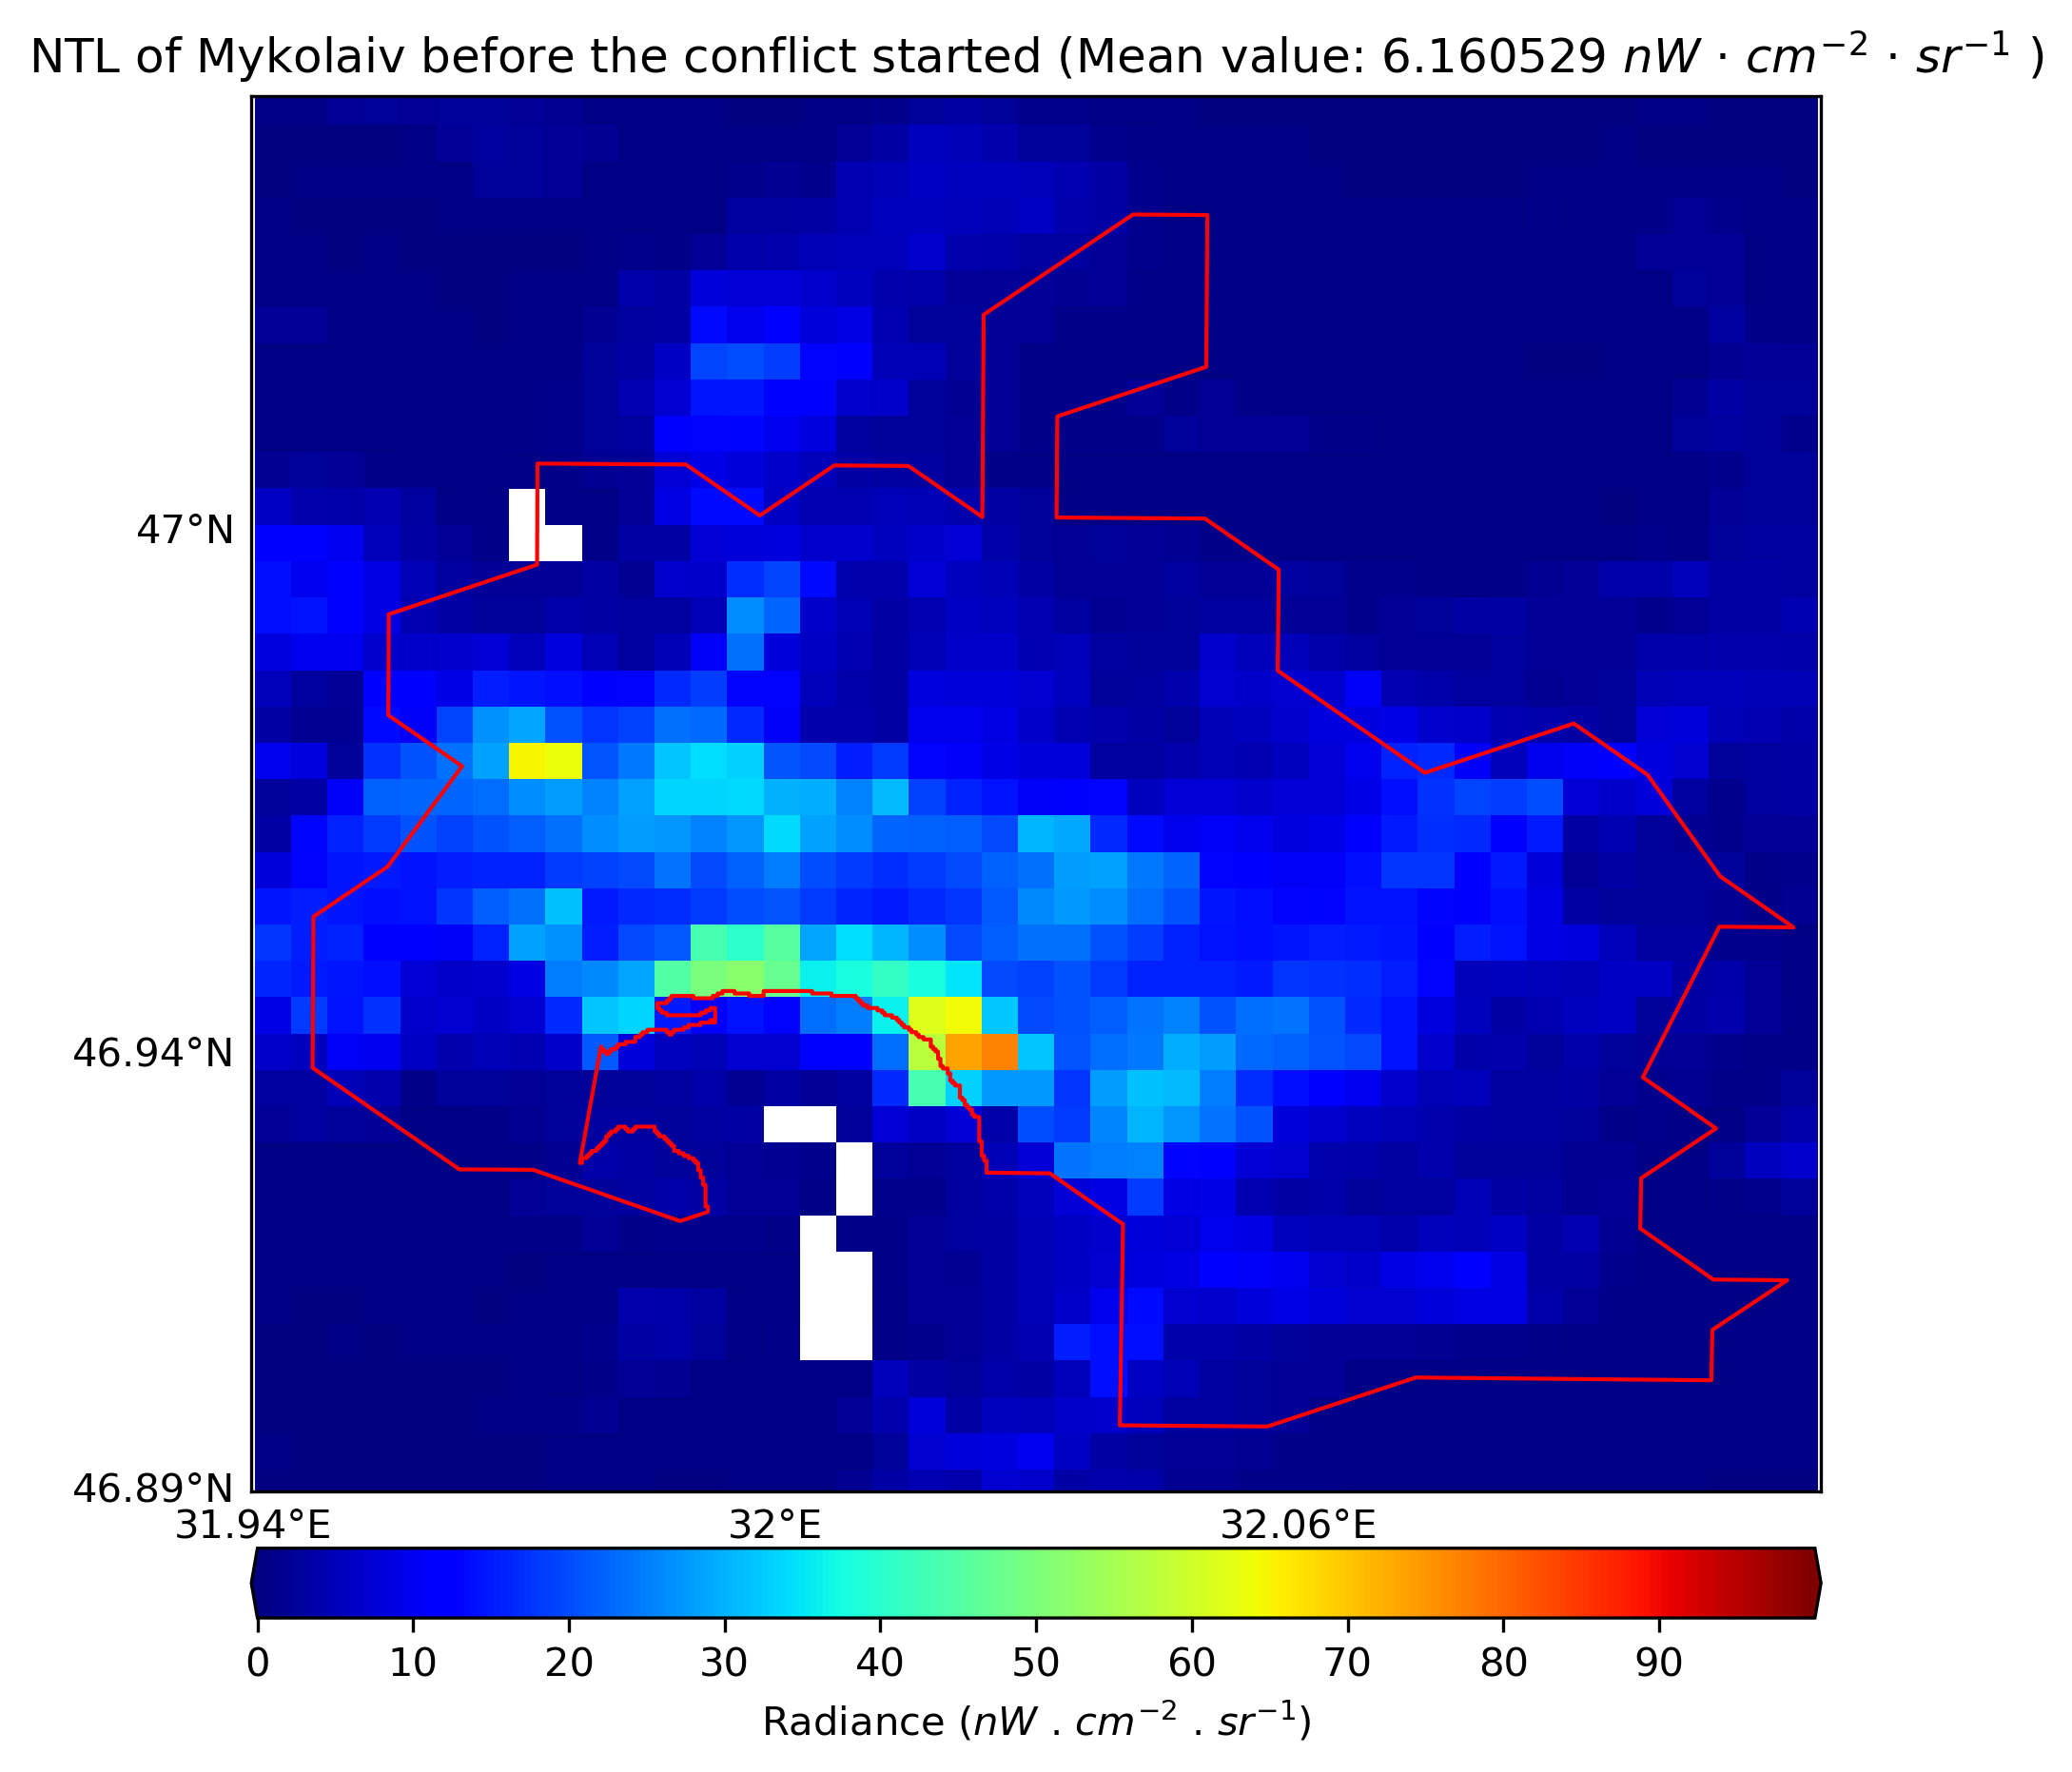 NTL of Mykolaiv before the conflict started (Mean value: 6.160529 nW · cm⁻² · sr⁻¹ )
47°N
46.94°N
46.89°N
31.94°E 32°E 32.06°E
0 10 20 30 40 50 60 70 80 90
Radiance (nW . cm⁻² . sr⁻¹)